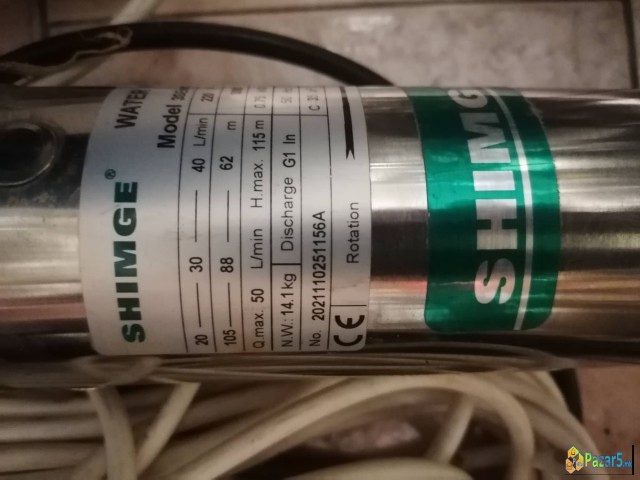 SHIMGE®
WATER
Model
20 — 30 — 40 L/min
105 — 88 — 62 m
Q.max. 50 L/min H.max. 115 m
N.W.: 14.1kg Discharge G1 In
No. 2021110251156A
CE Rotation
SHIMG
Pazar5